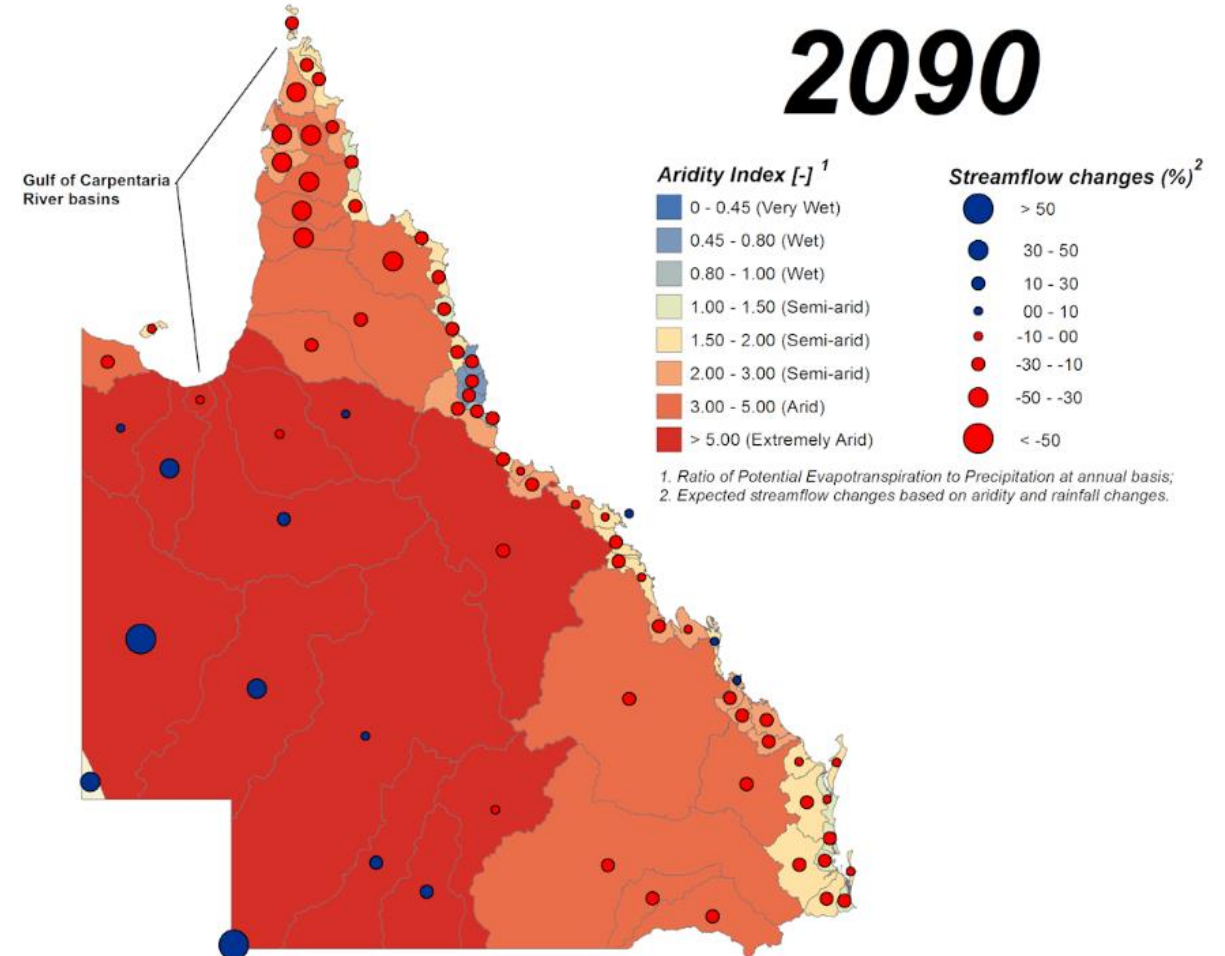 2090
Gulf of Carpentaria
River basins
Aridity Index [-] 1
0 - 0.45 (Very Wet)
0.45 - 0.80 (Wet)
0.80 - 1.00 (Wet)
1.00 - 1.50 (Semi-arid)
1.50 - 2.00 (Semi-arid)
2.00 - 3.00 (Semi-arid)
3.00 - 5.00 (Arid)
> 5.00 (Extremely Arid)
Streamflow changes (%)2
> 50
30 - 50
10 - 30
00 - 10
-10 - 00
-30 - -10
-50 - -30
< -50
1. Ratio of Potential Evapotranspiration to Precipitation at annual basis;
2. Expected streamflow changes based on aridity and rainfall changes.